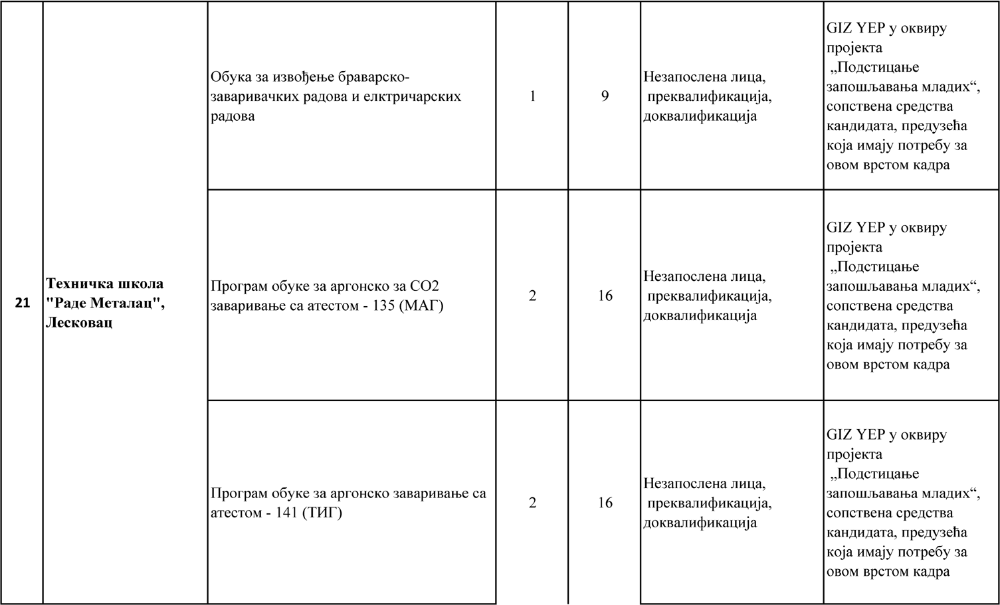 21
Техничка школа
"Раде Металац",
Лесковац
Обука за извођење браварско-
заваривачких радова и елктричарских
радова
1
9
Незапослена лица,
преквалификација,
доквалификација
GIZ YEP у оквиру
пројекта
„Подстицање
запошљавања младих“,
сопствена средства
кандидата, предузећа
која имају потребу за
овом врстом кадра
Програм обуке за аргонско за СО2
заваривање са атестом - 135 (МАГ)
2
16
Незапослена лица,
преквалификација,
доквалификација
GIZ YEP у оквиру
пројекта
„Подстицање
запошљавања младих“,
сопствена средства
кандидата, предузећа
која имају потребу за
овом врстом кадра
Програм обуке за аргонско заваривање са
атестом - 141 (ТИГ)
2
16
Незапослена лица,
преквалификација,
доквалификација
GIZ YEP у оквиру
пројекта
„Подстицање
запошљавања младих“,
сопствена средства
кандидата, предузећа
која имају потребу за
овом врстом кадра